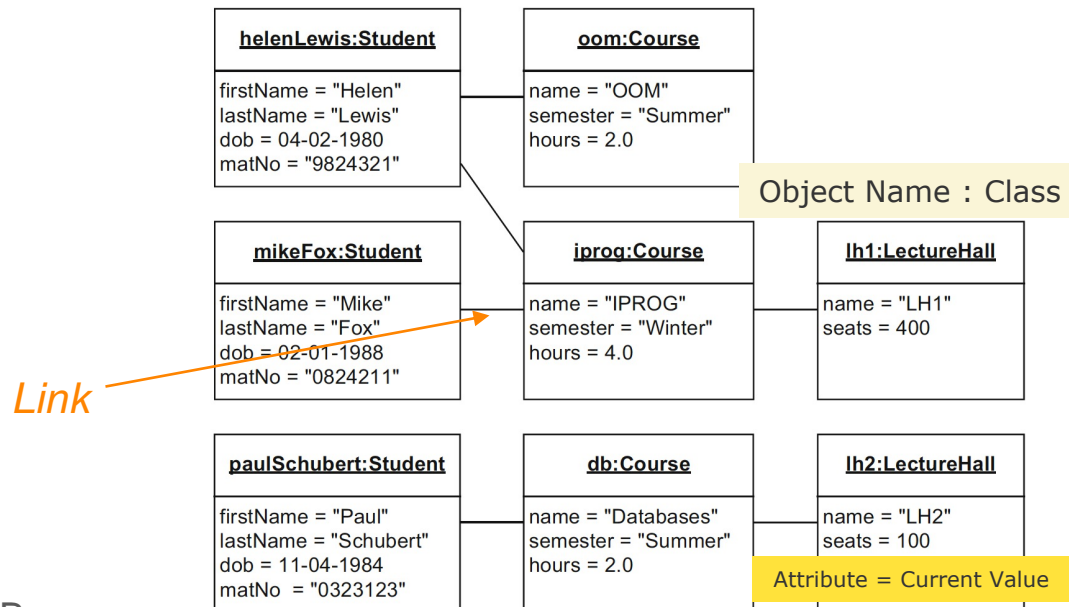 helenLewis:Student
firstName = "Helen"
lastName = "Lewis"
dob = 04-02-1980
matNo = "9824321"
oom:Course
name = "OOM"
semester = "Summer"
hours = 2.0
Object Name : Class
mikeFox:Student
firstName = "Mike"
lastName = "Fox"
dob = 02-01-1988
matNo = "0824211"
iprog:Course
name = "IPROG"
semester = "Winter"
hours = 4.0
lh1:LectureHall
name = "LH1"
seats = 400
Link
paulSchubert:Student
firstName = "Paul"
lastName = "Schubert"
dob = 11-04-1984
matNo = "0323123"
db:Course
name = "Databases"
semester = "Summer"
hours = 2.0
lh2:LectureHall
name = "LH2"
seats = 100
Attribute = Current Value